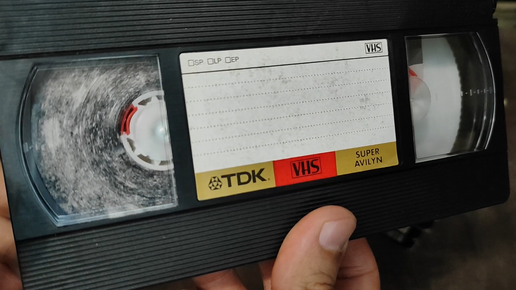 SP LP EP VHS
TDK VHS SUPER
AVILYN